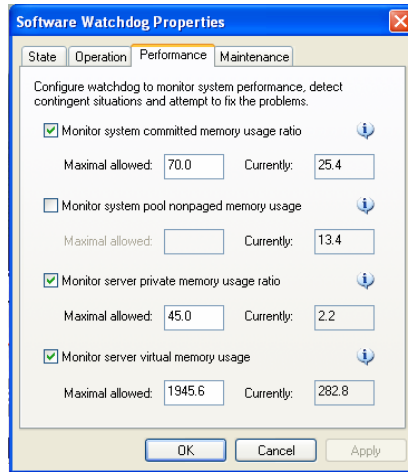 Software Watchdog Properties
State Operation Performance Maintenance
Configure watchdog to monitor system performance, detect
contingent situations and attempt to fix the problems.
Monitor system committed memory usage ratio
Maximal allowed: 70.0 Currently: 25.4
Monitor system pool nonpaged memory usage
Maximal allowed: Currently: 13.4
Monitor server private memory usage ratio
Maximal allowed: 45.0 Currently: 2.2
Monitor server virtual memory usage
Maximal allowed: 1945.6 Currently: 282.8
OK Cancel Apply